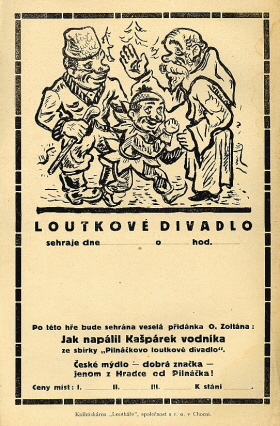 LOUTKOVÉ DIVADLO
sehraje dne o hod.
Po této hře bude sehrána veselá přidánka O. Zoltána:
Jak napálil Kašpárek vodníka
ze sbírky „Pilnáčkovo loutkové divadlo“.
České mýdlo — dobrá značka —
jenom z Hradce od Pilnáčka!
Ceny míst: I. II. III. K stání .
Knihtiskárna „Loutkář“, společnost s r. o. v Chocni.